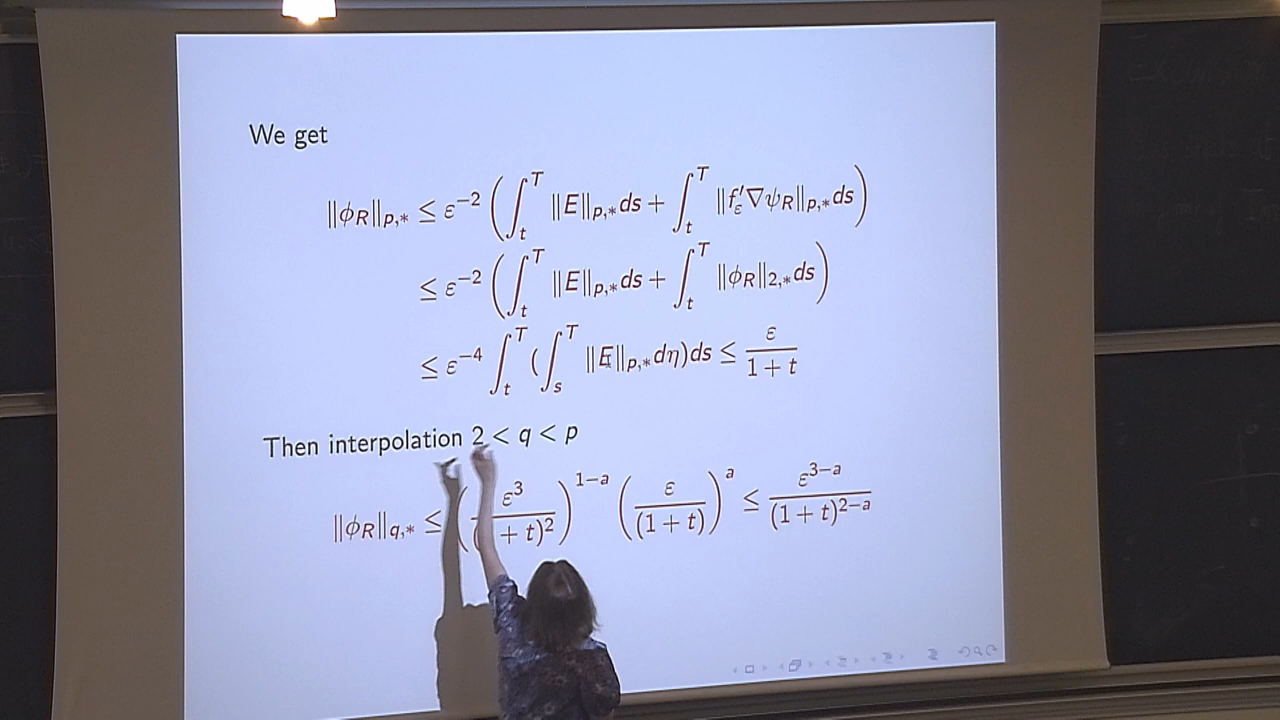 We get
‖ϕ_R‖_{p,*} ≤ ε^{-2} ( ∫_t^T ‖E‖_{p,*} ds + ∫_t^T ‖f'_ε ∇ψ_R‖_{p,*} ds )
≤ ε^{-2} ( ∫_t^T ‖E‖_{p,*} ds + ∫_t^T ‖ϕ_R‖_{2,*} ds )
≤ ε^{-4} ∫_t^T ( ∫_s^T ‖E‖_{p,*} dη) ds ≤ ε / (1 + t)
Then interpolation 2 < q < p
‖ϕ_R‖_{q,*} ≤ ( ε^3 / ( + t)^2 )^{1−a} ( ε / (1 + t) )^a ≤ ε^{3−a} / (1 + t)^{2−a}